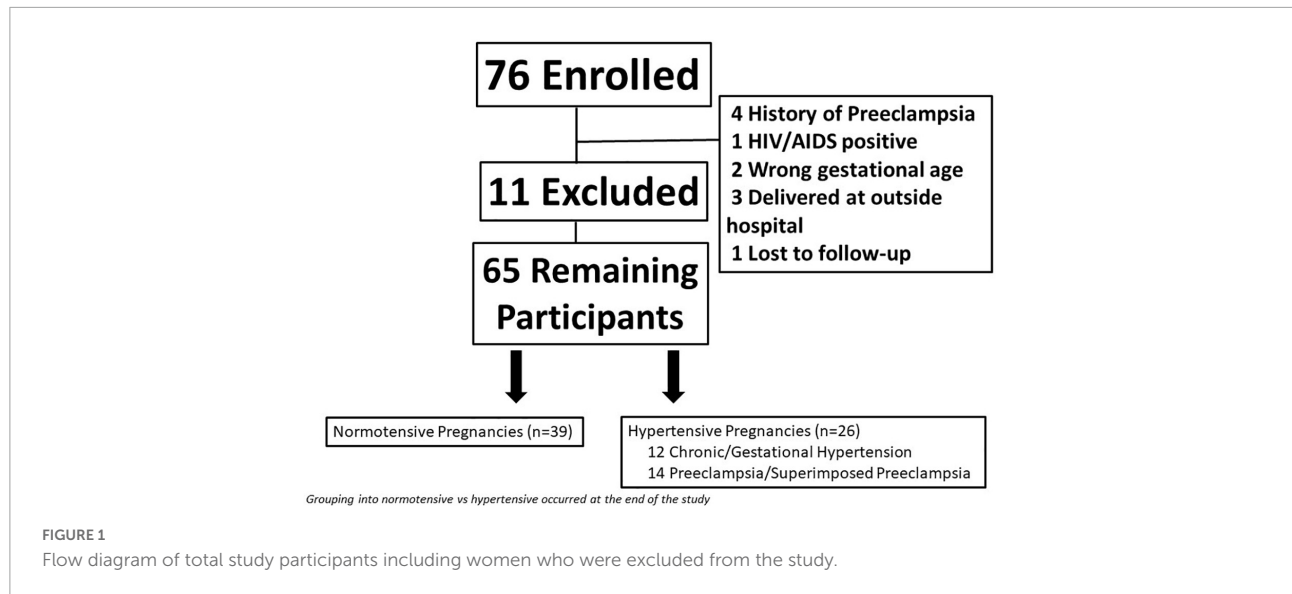 76 Enrolled
4 History of Preeclampsia
1 HIV/AIDS positive
2 Wrong gestational age
3 Delivered at outside
hospital
1 Lost to follow-up
11 Excluded
65 Remaining
Participants
Normotensive Pregnancies (n=39)
Hypertensive Pregnancies (n=26)
12 Chronic/Gestational Hypertension
14 Preeclampsia/Superimposed Preeclampsia
Grouping into normotensive vs hypertensive occurred at the end of the study
FIGURE 1
Flow diagram of total study participants including women who were excluded from the study.